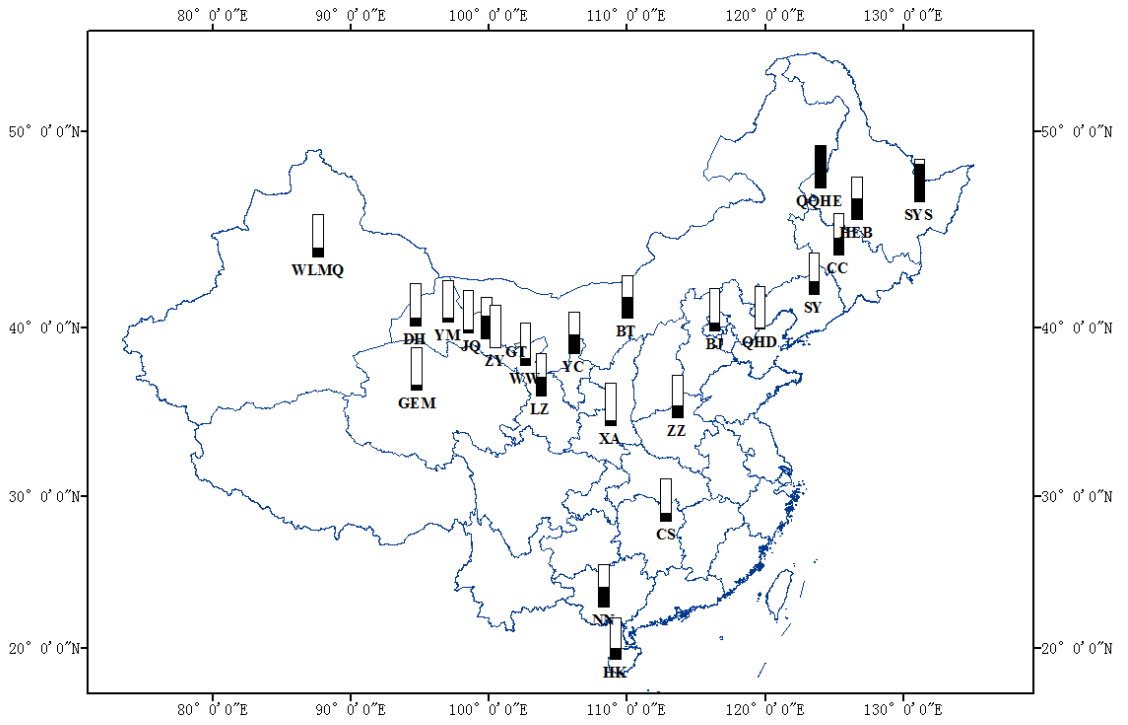 80° 0'0"E 90° 0'0"E 100° 0'0"E 110° 0'0"E 120° 0'0"E 130° 0'0"E
50° 0'0"N 50° 0'0"N
QQHE
SYS
HEB
CC
WLMQ
SY
40° 0'0"N 40° 0'0"N
DH
YM
JQ
ZY
GT
WW
YC
BT
BJ
QHD
GEM
LZ
XA
ZZ
30° 0'0"N 30° 0'0"N
CS
NN
20° 0'0"N 20° 0'0"N
HK
80° 0'0"E 90° 0'0"E 100° 0'0"E 110° 0'0"E 120° 0'0"E 130° 0'0"E